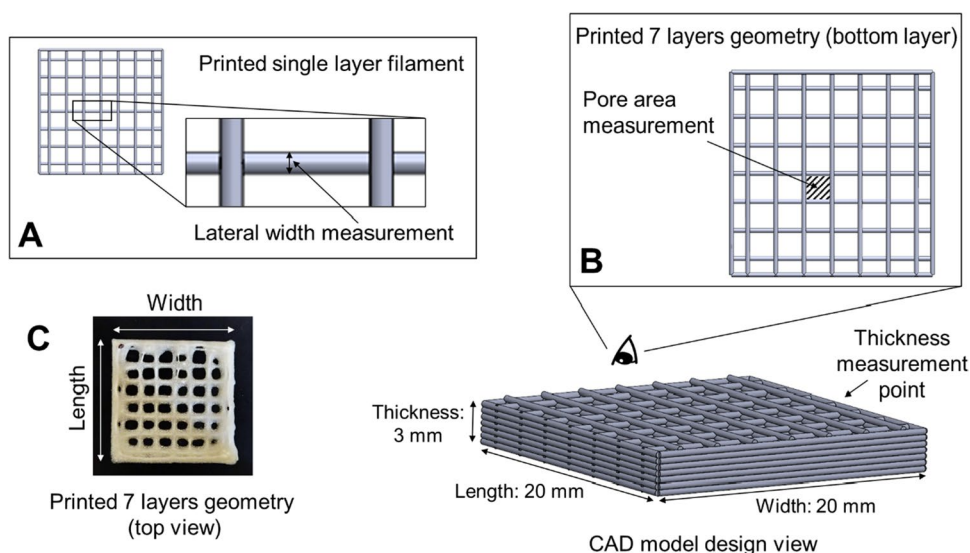 Printed single layer filament
Lateral width measurement
A
Printed 7 layers geometry (bottom layer)
Pore area
measurement
B
C
Width
Length
Printed 7 layers geometry
(top view)
Thickness
measurement
point
Thickness:
3 mm
Length: 20 mm
Width: 20 mm
CAD model design view